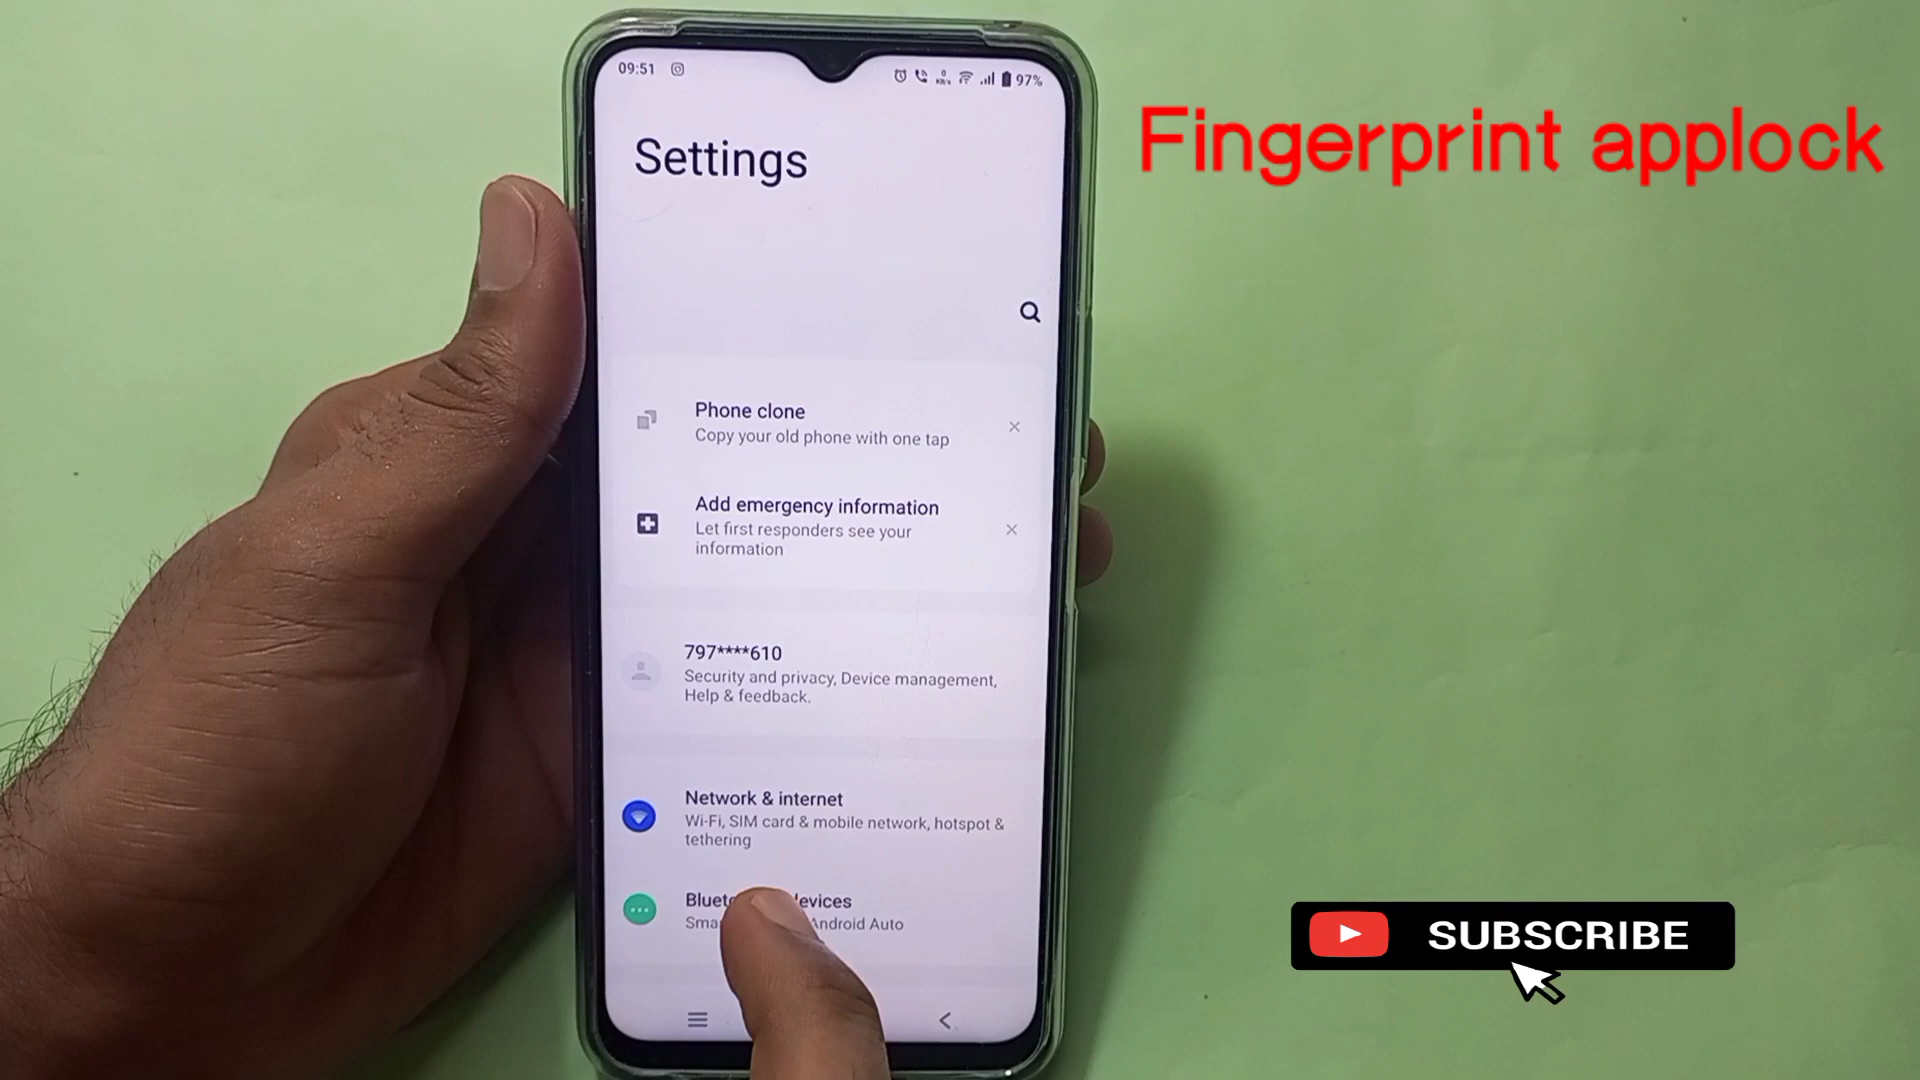 09:51
97%
Settings
Fingerprint applock
Phone clone
Copy your old phone with one tap
Add emergency information
Let first responders see your
information
797****610
Security and privacy, Device management,
Help & feedback.
Network & internet
Wi-Fi, SIM card & mobile network, hotspot &
tethering
Android Auto
SUBSCRIBE